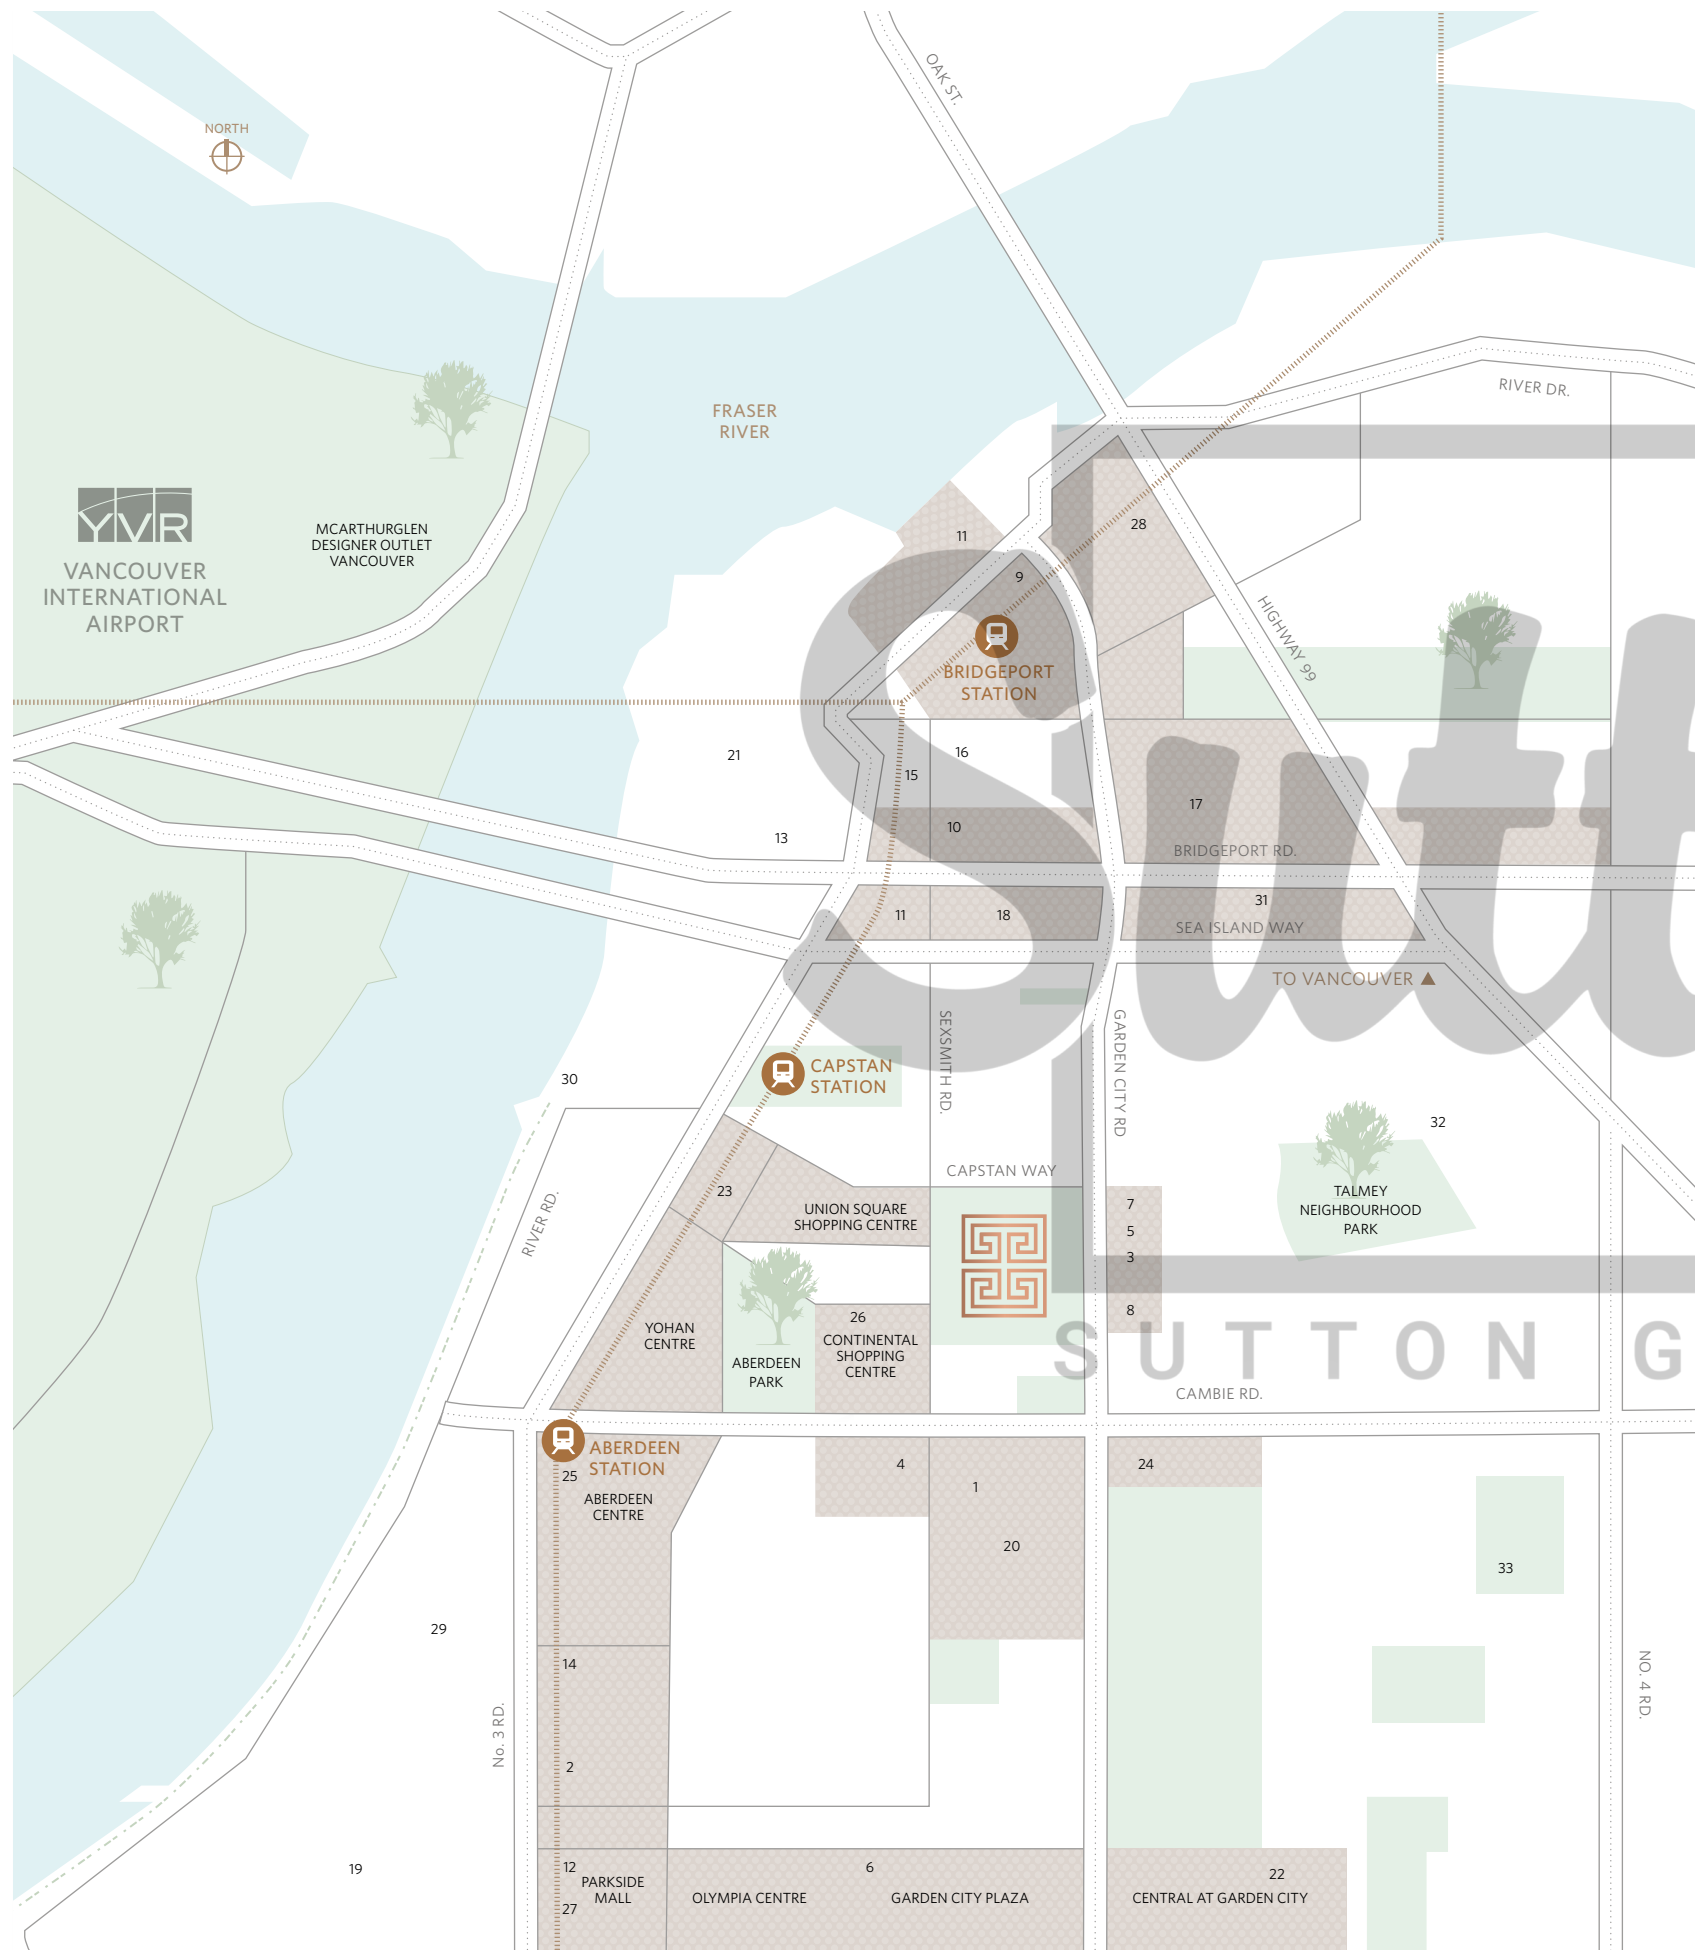 OAK ST.
NORTH
RIVER DR.
FRASER
RIVER
YVR
VANCOUVER
INTERNATIONAL
AIRPORT
MCARTHURGLEN
DESIGNER OUTLET
VANCOUVER
11
28
9
HIGHWAY 99
BRIDGEPORT
STATION
21
16
15
17
13
10
BRIDGEPORT RD.
11
18
31
SEA ISLAND WAY
TO VANCOUVER
Sutt
SEXSMITH RD.
GARDEN CITY RD
CAPSTAN
STATION
30
32
CAPSTAN WAY
RIVER RD.
23
UNION SQUARE
SHOPPING CENTRE
7
5
3
8
TALMEY
NEIGHBOURHOOD
PARK
YOHAN
CENTRE
ABERDEEN
PARK
26
CONTINENTAL
SHOPPING
CENTRE
SUTTON G
CAMBIE RD.
ABERDEEN
STATION
25
ABERDEEN
CENTRE
4
1
24
20
33
29
14
No. 3 RD.
NO. 4 RD.
2
19
12
PARKSIDE
MALL
27
6
OLYMPIA CENTRE
GARDEN CITY PLAZA
22
CENTRAL AT GARDEN CITY